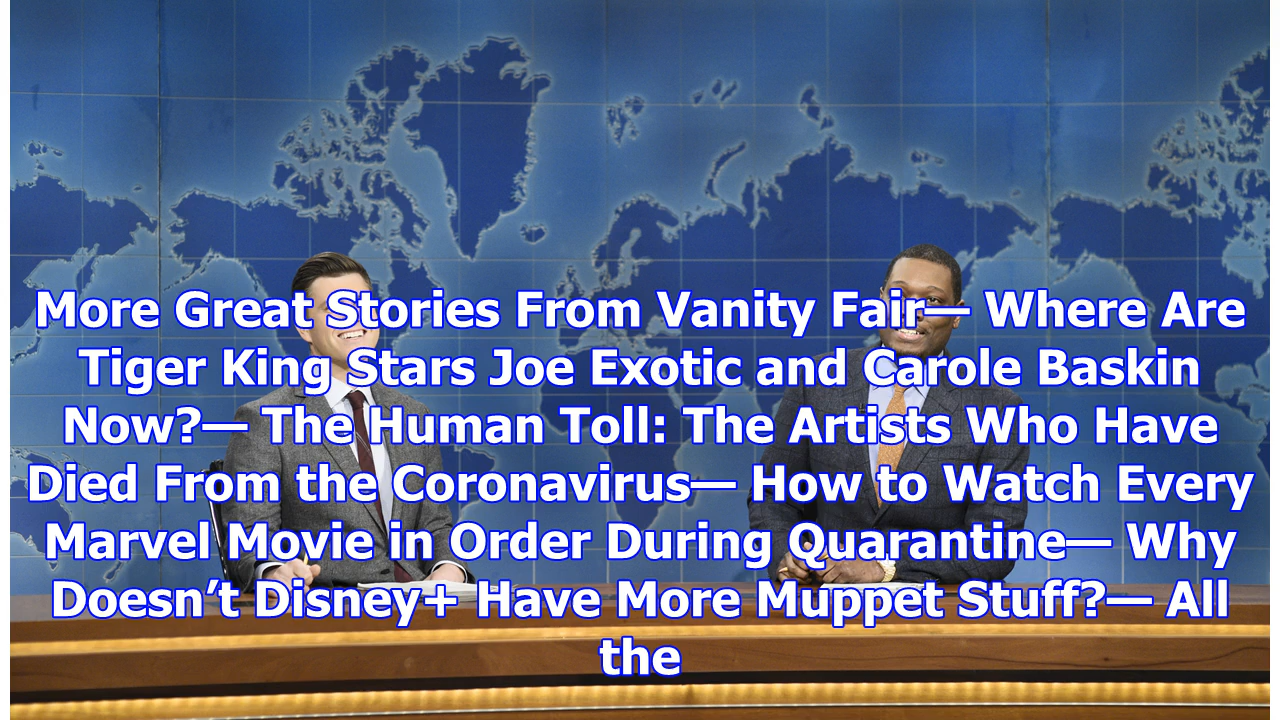 More Great Stories From Vanity Fair— Where Are
Tiger King Stars Joe Exotic and Carole Baskin
Now?— The Human Toll: The Artists Who Have
Died From the Coronavirus— How to Watch Every
Marvel Movie in Order During Quarantine— Why
Doesn’t Disney+ Have More Muppet Stuff?— All
the